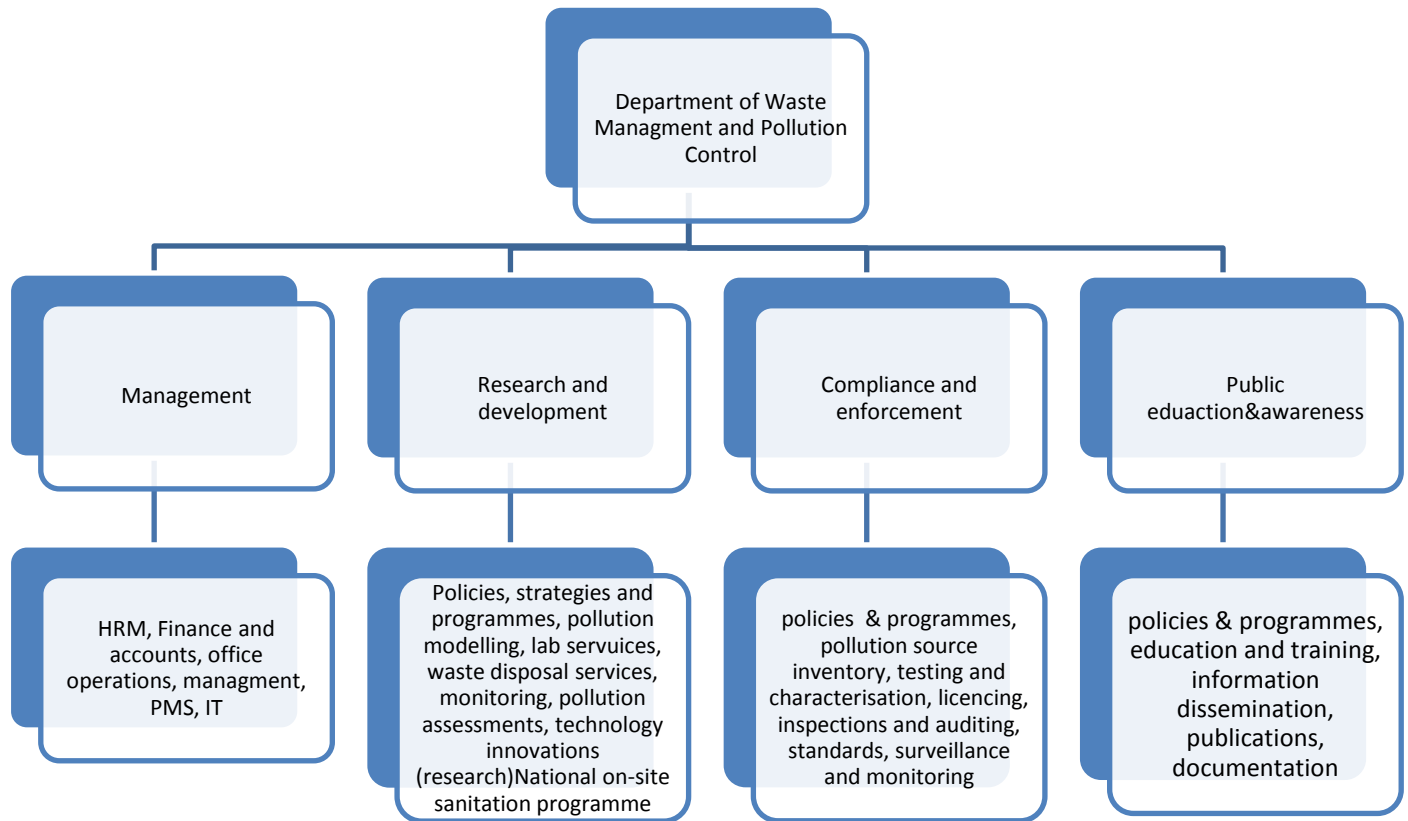 Department of Waste
Managment and Pollution
Control
Management
Research and
development
Compliance and
enforcement
Public
eduaction&awareness
HRM, Finance and
accounts, office
operations, managment,
PMS, IT
Policies, strategies and
programmes, pollution
modelling, lab servuices,
waste disposal services,
monitoring, pollution
assessments, technology
innovations
(research)National on-site
sanitation programme
policies  & programmes,
pollution source
inventory, testing and
characterisation, licencing,
inspections and auditing,
standards, surveillance
and monitoring
policies & programmes,
education and training,
information
dissemination,
publications,
documentation